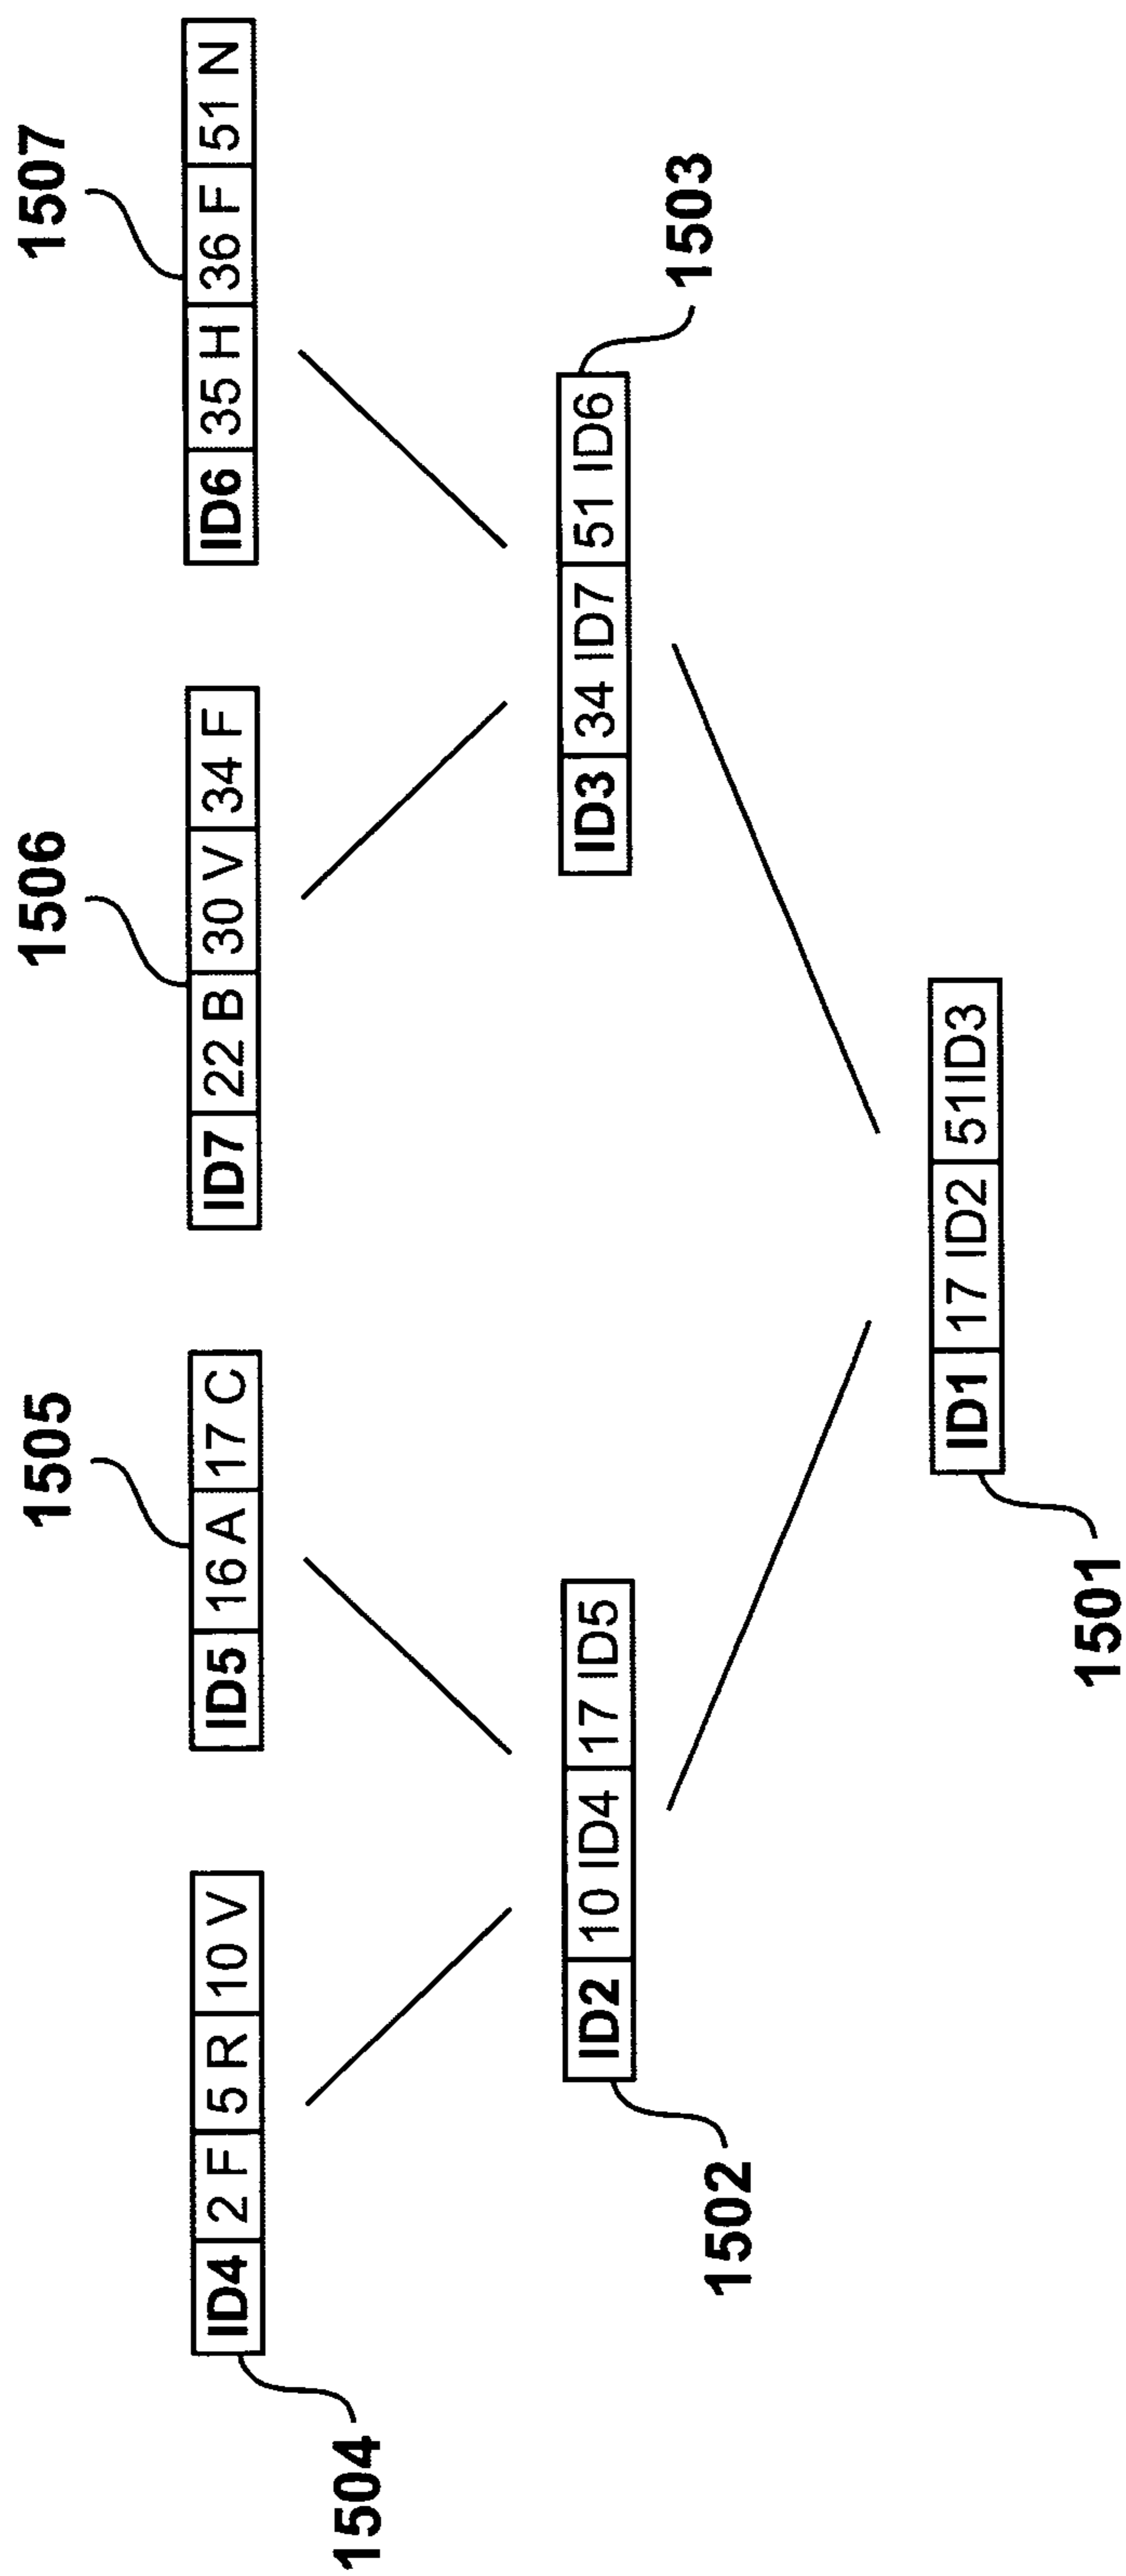 1504
1505
1506
1507
ID4 2 F 5 R 10 V
ID5 16 A 17 C
ID7 22 B 30 V 34 F
ID6 35 H 36 F 51 N
1502
ID2 10 ID4 17 ID5
ID3 34 ID7 51 ID6
1503
ID1 17 ID2 51ID3
1501